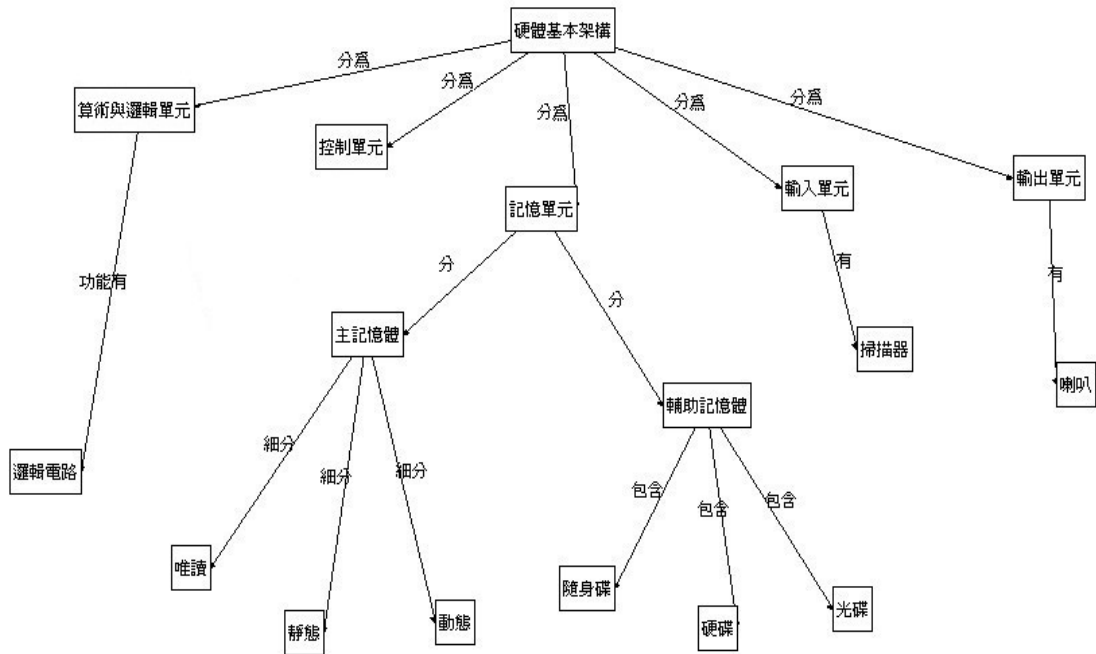 硬體基本架構
分爲
分爲
分爲
分爲
分爲
算術與邏輯單元
控制單元
記憶單元
輸入單元
輸出單元
功能有
分
分
有
有
主記憶體
掃描器
喇叭
輔助記憶體
邏輯電路
細分
細分
細分
包含
包含
包含
唯讀
靜態
動態
隨身碟
硬碟
光碟